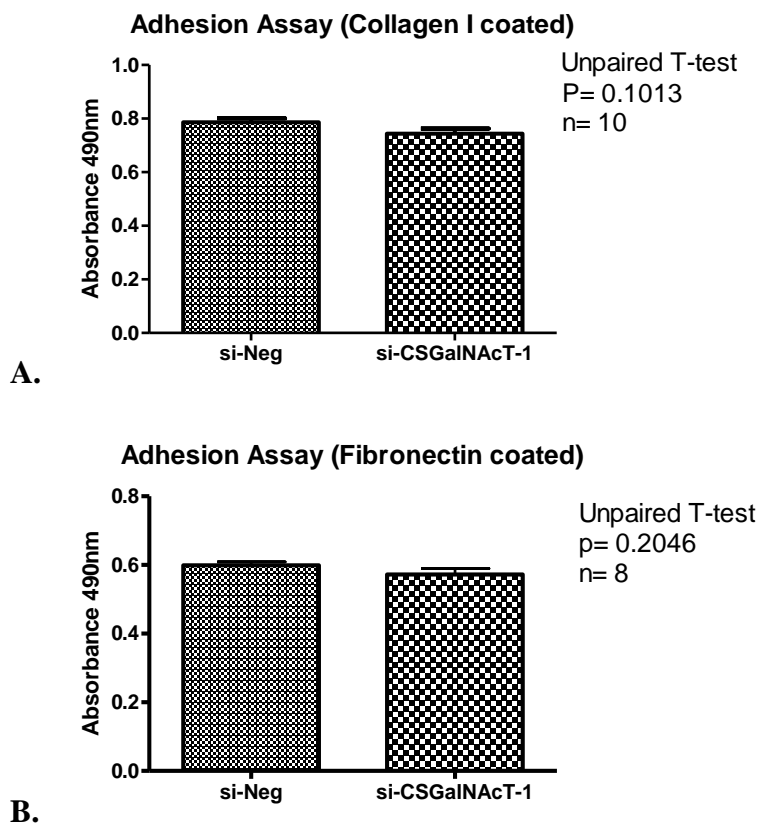 Adhesion Assay (Collagen I coated)
Unpaired T-test
P= 0.1013
n= 10
1.0
0.8
0.6
0.4
0.2
0.0
Absorbance 490nm
si-Neg
si-CSGalNAcT-1
A.
Adhesion Assay (Fibronectin coated)
Unpaired T-test
p= 0.2046
n= 8
0.8
0.6
0.4
0.2
0.0
Absorbance 490nm
si-Neg
si-CSGalNAcT-1
B.